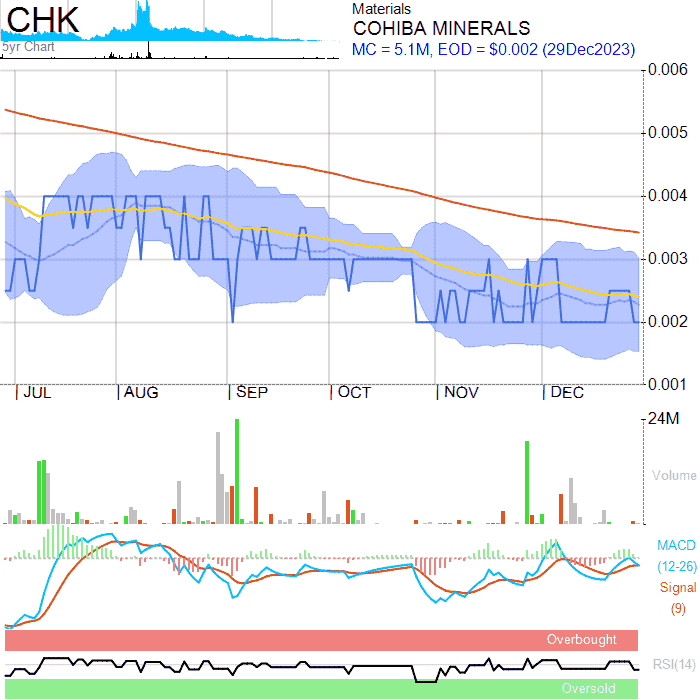 CHK
5yr Chart
Materials
COHIBA MINERALS
MC = 5.1M, EOD = $0.002 (29Dec2023)
0.006
0.005
0.004
0.003
0.002
0.001
| JUL | AUG | SEP | OCT | NOV | DEC
24M
Volume
MACD
(12-26)
Signal
(9)
Overbought
RSI(14)
Oversold